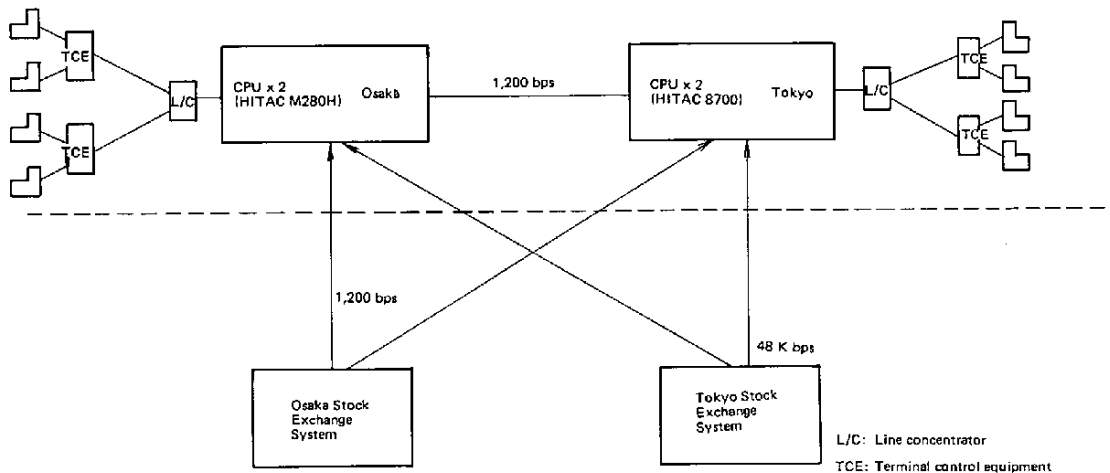 TCE
TCE
L/C
CPU x 2
(HITAC M280H)
Osaka
1,200 bps
CPU x 2
(HITAC 8700)
Tokyo
L/C
TCE
TCE
1,200 bps
48 K bps
Osaka Stock
Exchange
System
Tokyo Stock
Exchange
System
L/C: Line concentrator
TCE: Terminal control equipment